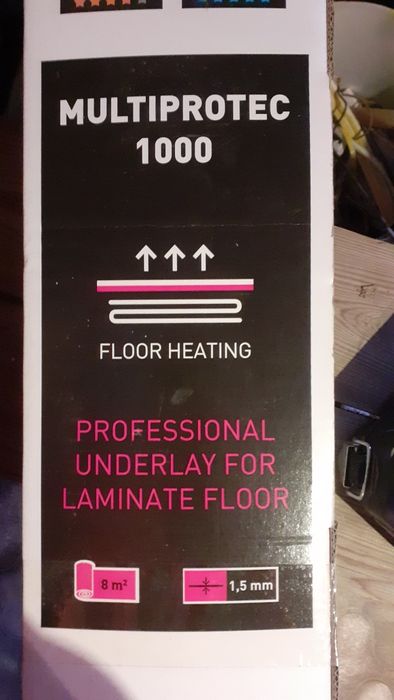 MULTIPROTEC
1000
FLOOR HEATING
PROFESSIONAL
UNDERLAY FOR
LAMINATE FLOOR
8 m²
1,5 mm